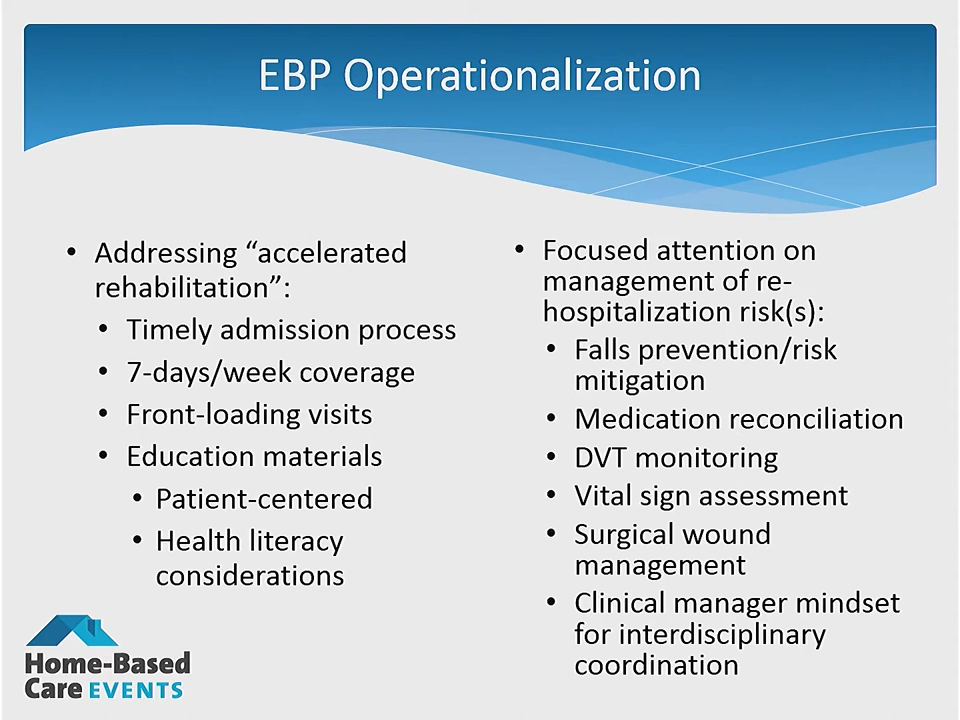 EBP Operationalization
• Addressing “accelerated
rehabilitation”:
• Timely admission process
• 7-days/week coverage
• Front-loading visits
• Education materials
• Patient-centered
• Health literacy
considerations
• Focused attention on
management of re-
hospitalization risk(s):
• Falls prevention/risk
mitigation
• Medication reconciliation
• DVT monitoring
• Vital sign assessment
• Surgical wound
management
• Clinical manager mindset
for interdisciplinary
coordination
Home-Based
Care EVENTS